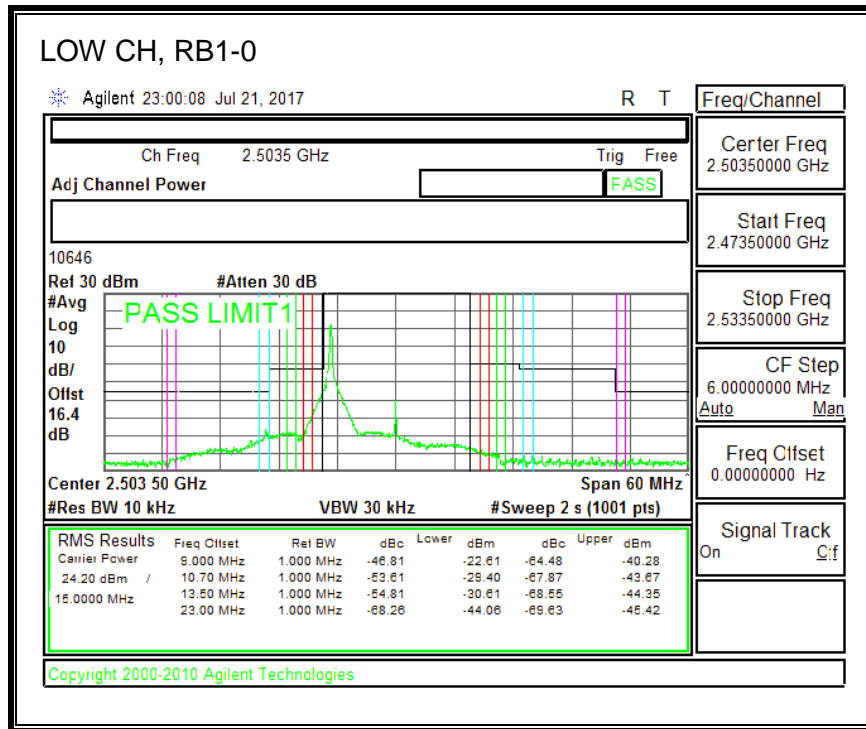 LOW CH, RB1-0
Agilent 23:00:08 Jul 21, 2017 R T
Freq/Channel
Ch Freq 2.5035 GHz Trig Free
Adj Channel Power PASS
Center Freq
2.50350000 GHz
Start Freq
2.47350000 GHz
Stop Freq
2.53350000 GHz
CF Step
6.00000000 MHz
Auto Man
Freq Offset
0.00000000 Hz
Signal Track
On Off
10646
Ref 30 dBm #Atten 30 dB
#Avg
Log
10
dB/
Offst
16.4
dB
PASS LIMIT1
Center 2.503 50 GHz Span 60 MHz
#Res BW 10 kHz VBW 30 kHz #Sweep 2 s (1001 pts)
RMS Results Freq Offset Ref BW dBc Lower dBm dBc Upper dBm
Carrier Power 9.000 MHz 1.000 MHz -46.81 -22.61 -64.48 -40.28
24.20 dBm / 10.70 MHz 1.000 MHz -53.61 -29.40 -67.87 -43.67
15.0000 MHz 13.50 MHz 1.000 MHz -54.81 -30.61 -68.55 -44.35
23.00 MHz 1.000 MHz -68.26 -44.06 -69.63 -45.42
Copyright 2000-2010 Agilent Technologies